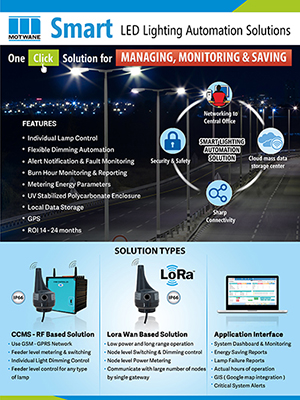 MOTWANE
Smart LED Lighting Automation Solutions
One Click Solution for MANAGING, MONITORING & SAVING
Networking to
Central Office
FEATURES
• Individual Lamp Control
• Flexible Dimming Automation
• Alert Notification & Fault Monitoring
• Burn Hour Monitoring & Reporting
• Metering Energy Parameters
• UV Stabilized Polycarbonate Enclosure
• Local Data Storage
• GPS
• ROI 14 - 24 months
SMART LIGHTING
AUTOMATION
SOLUTION
Security & Safety
Cloud mass data
storage center
Sharp
Connectivity
SOLUTION TYPES
IP66
LoRa
IP66
CCMS - RF Based Solution
• Use GSM - GPRS Network
• Feeder level metering & switching
• Individual Light Dimming Control
• Feeder level control for any type
of lamp
Lora Wan Based Solution
• Low power and long range operation
• Node level Switching & Dimming control
• Node level Power Metering
• Communicate with large number of nodes
by single gateway
Application Interface
• System Dashboard & Monitoring
• Energy Saving Reports
• Lamp Failure Reports
• Actual hours of operation
• GIS ( Google map integration )
* Critical System Alerts